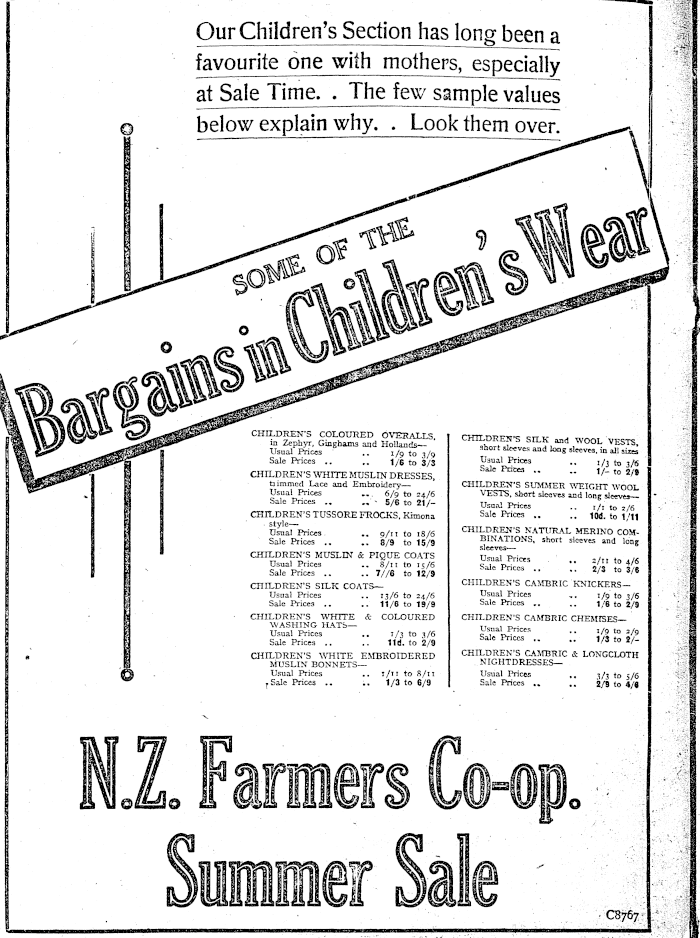 Our Children's Section has long been a
favourite one with mothers, especially
at Sale Time. . The few sample values
below explain why. . Look them over.
SOME OF THE
Bargains in Children's Wear
CHILDREN'S COLOURED OVERALLS,
in Zephyr, Ginghams and Hollands—
Usual Prices .. 1/9 to 3/9
Sale Prices .. .. 1/6 to 3/3
CHILDREN'S WHITE MUSLIN DRESSES,
trimmed Lace and Embroidery—
Usual Prices .. 6/9 to 24/6
Sale Prices .. .. 5/6 to 21/-
CHILDREN'S TUSSORE FROCKS, Kimona
style—
Usual Prices .. 9/11 to 18/6
Sale Prices .. .. 8/9 to 15/9
CHILDREN'S MUSLIN & PIQUE COATS
Usual Prices .. 8/11 to 15/6
Sale Prices .. .. 7//6 to 12/9
CHILDREN'S SILK COATS—
Usual Prices .. 13/6 to 24/6
Sale Prices .. .. 11/6 to 19/9
CHILDREN'S WHITE & COLOURED
WASHING HATS—
Usual Prices .. 1/3 to 3/6
Sale Prices .. .. 11d. to 2/9
CHILDREN'S WHITE EMBROIDERED
MUSLIN BONNETS—
Usual Prices .. 1/11 to 8/11
Sale Prices .. .. 1/3 to 6/9
CHILDREN'S SILK and WOOL VESTS,
short sleeves and long sleeves, in all sizes
Usual Prices .. 1/3 to 3/6
Sale Prices .. .. 1/- to 2/9
CHILDREN'S SUMMER WEIGHT WOOL
VESTS, short sleeves and long sleeves—
Usual Prices .. 1/1 to 2/6
Sale Prices .. .. 10d. to 1/11
CHILDREN'S NATURAL MERINO COM-
BINATIONS, short sleeves and long
sleeves—
Usual Prices .. 2/11 to 4/6
Sale Prices .. .. 2/3 to 3/6
CHILDREN'S CAMBRIC KNICKERS—
Usual Prices .. 1/9 to 3/6
Sale Prices .. .. 1/6 to 2/9
CHILDREN'S CAMBRIC CHEMISES—
Usual Prices .. 1/9 to 2/9
Sale Prices .. .. 1/3 to 2/-
CHILDREN'S CAMBRIC & LONGCLOTH
NIGHTDRESSES—
Usual Prices .. 3/3 to 5/6
Sale Prices .. .. 2/9 to 4/6
N.Z. Farmers Co-op.
Summer Sale
C8767